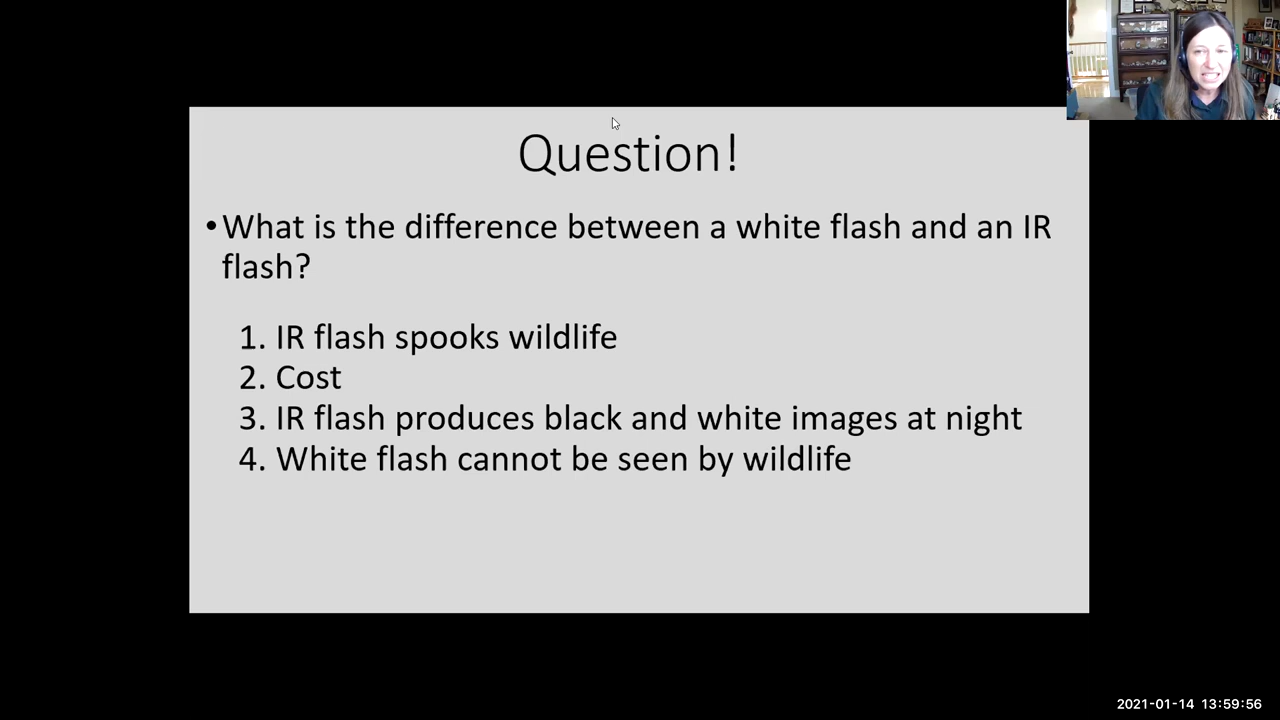 Question!
•What is the difference between a white flash and an IR
flash?
1. IR flash spooks wildlife
2. Cost
3. IR flash produces black and white images at night
4. White flash cannot be seen by wildlife
2021-01-14 13:59:56